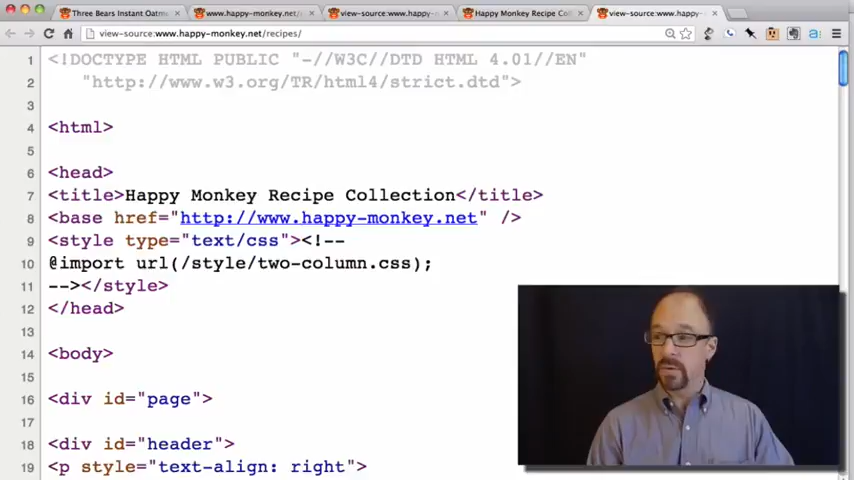 Three Bears Instant Oatm
www.happy-monkey.net/
view-source:www.happy-
Happy Monkey Recipe Coll
view-source:www.happy-
view-source:www.happy-monkey.net/recipes/
1 <!DOCTYPE HTML PUBLIC "-//W3C//DTD HTML 4.01//EN"
2 "http://www.w3.org/TR/html4/strict.dtd">
3
4 <html>
5
6 <head>
7 <title>Happy Monkey Recipe Collection</title>
8 <base href="http://www.happy-monkey.net" />
9 <style type="text/css"><!--
10 @import url(/style/two-column.css);
11 --></style>
12 </head>
13
14 <body>
15
16 <div id="page">
17
18 <div id="header">
19 <p style="text-align: right">